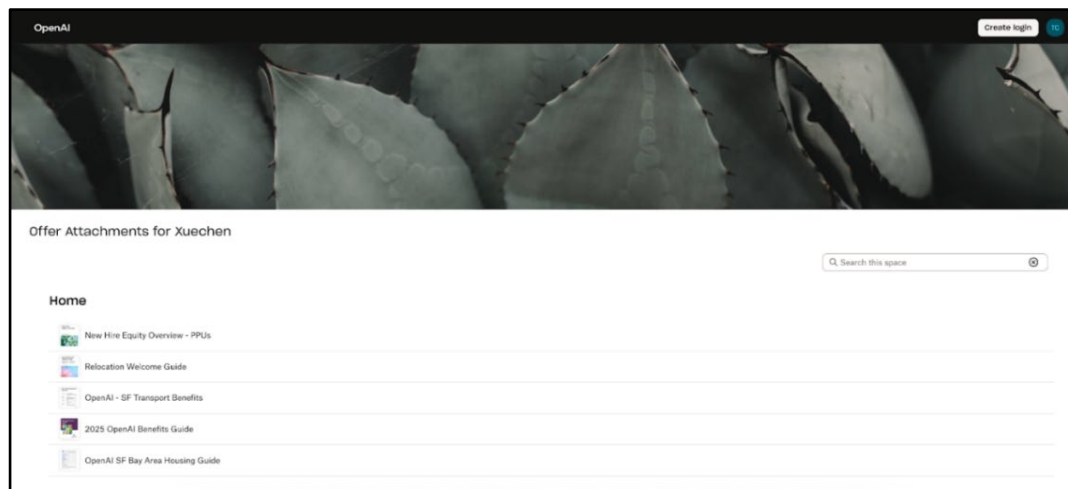 OpenAI
Create login
TC
Offer Attachments for Xuechen
Search this space
Home
New Hire Equity Overview - PPUs
Relocation Welcome Guide
OpenAI - SF Transport Benefits
2025 OpenAI Benefits Guide
OpenAI SF Bay Area Housing Guide